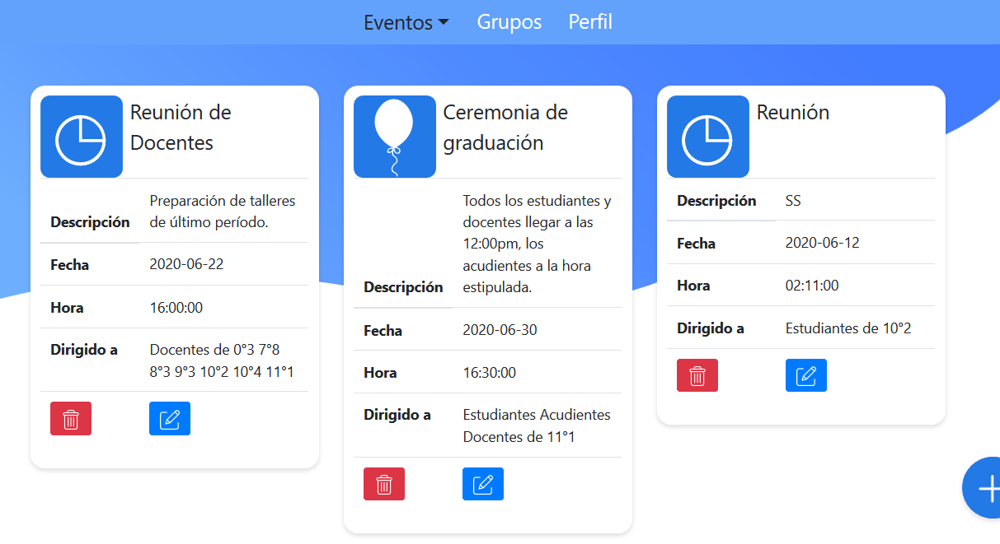 Eventos Grupos Perfil
Reunión de
Docentes
Descripción Preparación de talleres
de último período.
Fecha 2020-06-22
Hora 16:00:00
Dirigido a Docentes de 0°3 7°8
8°3 9°3 10°2 10°4 11°1
Ceremonia de
graduación
Descripción Todos los estudiantes y
docentes llegar a las
12:00pm, los
acudientes a la hora
estipulada.
Fecha 2020-06-30
Hora 16:30:00
Dirigido a Estudiantes Acudientes
Docentes de 11°1
Reunión
Descripción SS
Fecha 2020-06-12
Hora 02:11:00
Dirigido a Estudiantes de 10°2